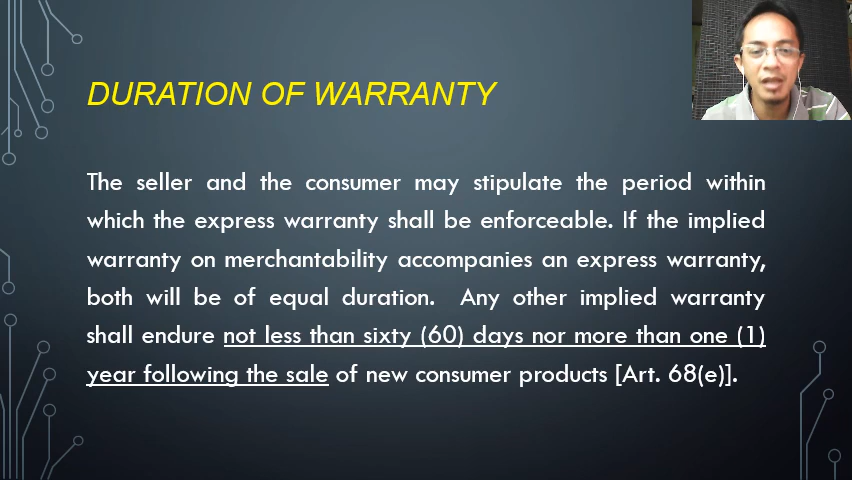 DURATION OF WARRANTY
The seller and the consumer may stipulate the period within
which the express warranty shall be enforceable. If the implied
warranty on merchantability accompanies an express warranty,
both will be of equal duration. Any other implied warranty
shall endure not less than sixty (60) days nor more than one (1)
year following the sale of new consumer products [Art. 68(e)].